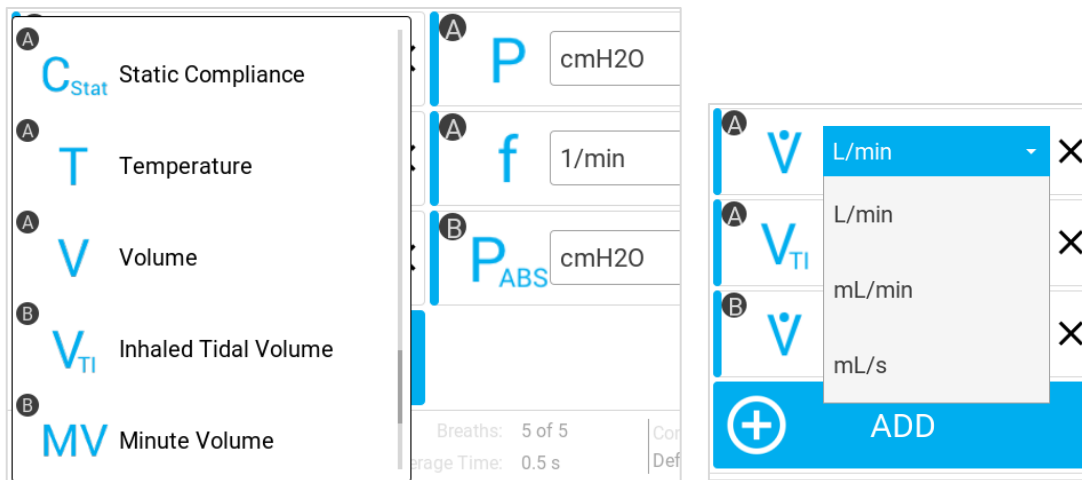 A
CStat Static Compliance
A
T Temperature
A
V Volume
B
VTI Inhaled Tidal Volume
B
MV Minute Volume
A
P cmH2O
A
f 1/min
B
PABS cmH2O
Breaths: 5 of 5
erage Time: 0.5 s
Def
A
V̇ L/min
L/min
A
VTI
mL/min
B
V̇
mL/s
ADD